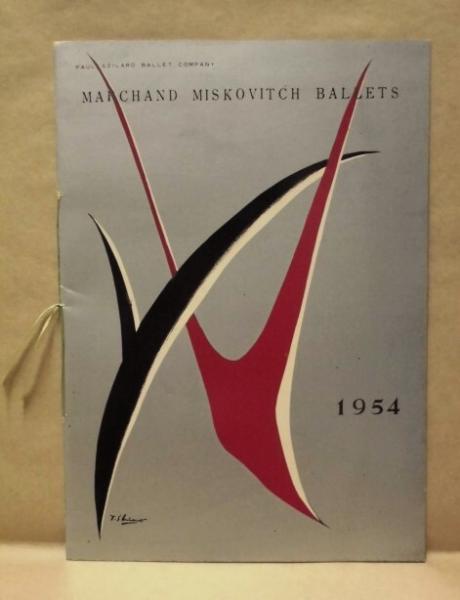 PAUL SZILARD BALLET COMPANY
MARCHAND MISKOVITCH BALLETS
1954